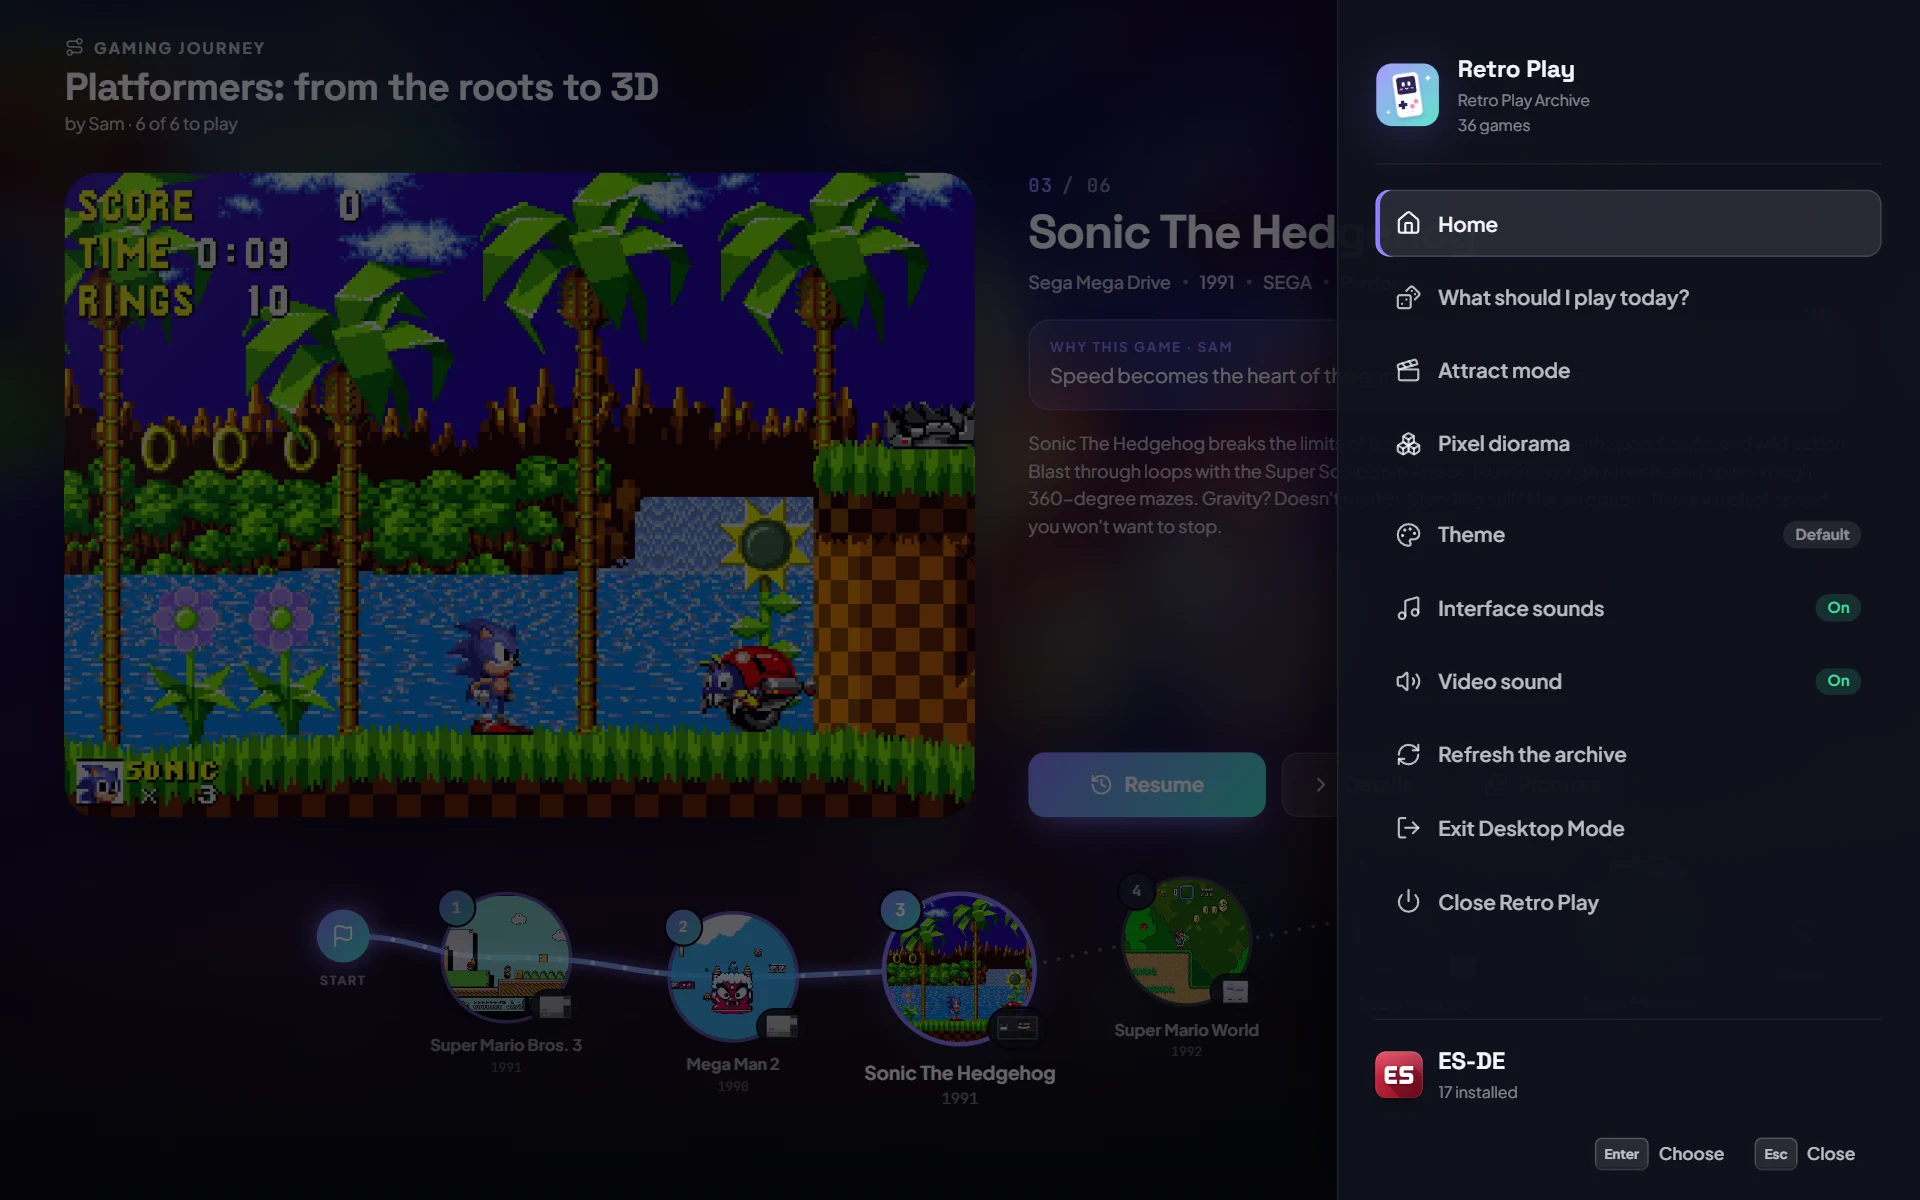 GAMING JOURNEY
Platformers: from the roots to 3D
by Sam · 6 of 6 to play
SCORE 0
TIME 0:09
RINGS 10
SONIC
x 3
03 / 06
Sonic The Hedgehog
Sega Mega Drive • 1991 • SEGA •
WHY THIS GAME · SAM
Speed becomes the heart of the
Sonic The Hedgehog breaks the limits
Blast through loops with the Super Sonic Spin
360-degree mazes. Gravity? Doesn't
you won't want to stop.
Resume
Details
START
1
Super Mario Bros. 3
1991
2
Mega Man 2
1990
3
Sonic The Hedgehog
1991
4
Super Mario World
1992
Retro Play
Retro Play Archive
36 games
Home
What should I play today?
Attract mode
Pixel diorama
Theme Default
Interface sounds On
Video sound On
Refresh the archive
Exit Desktop Mode
Close Retro Play
ES
ES-DE
17 installed
Enter Choose Esc Close